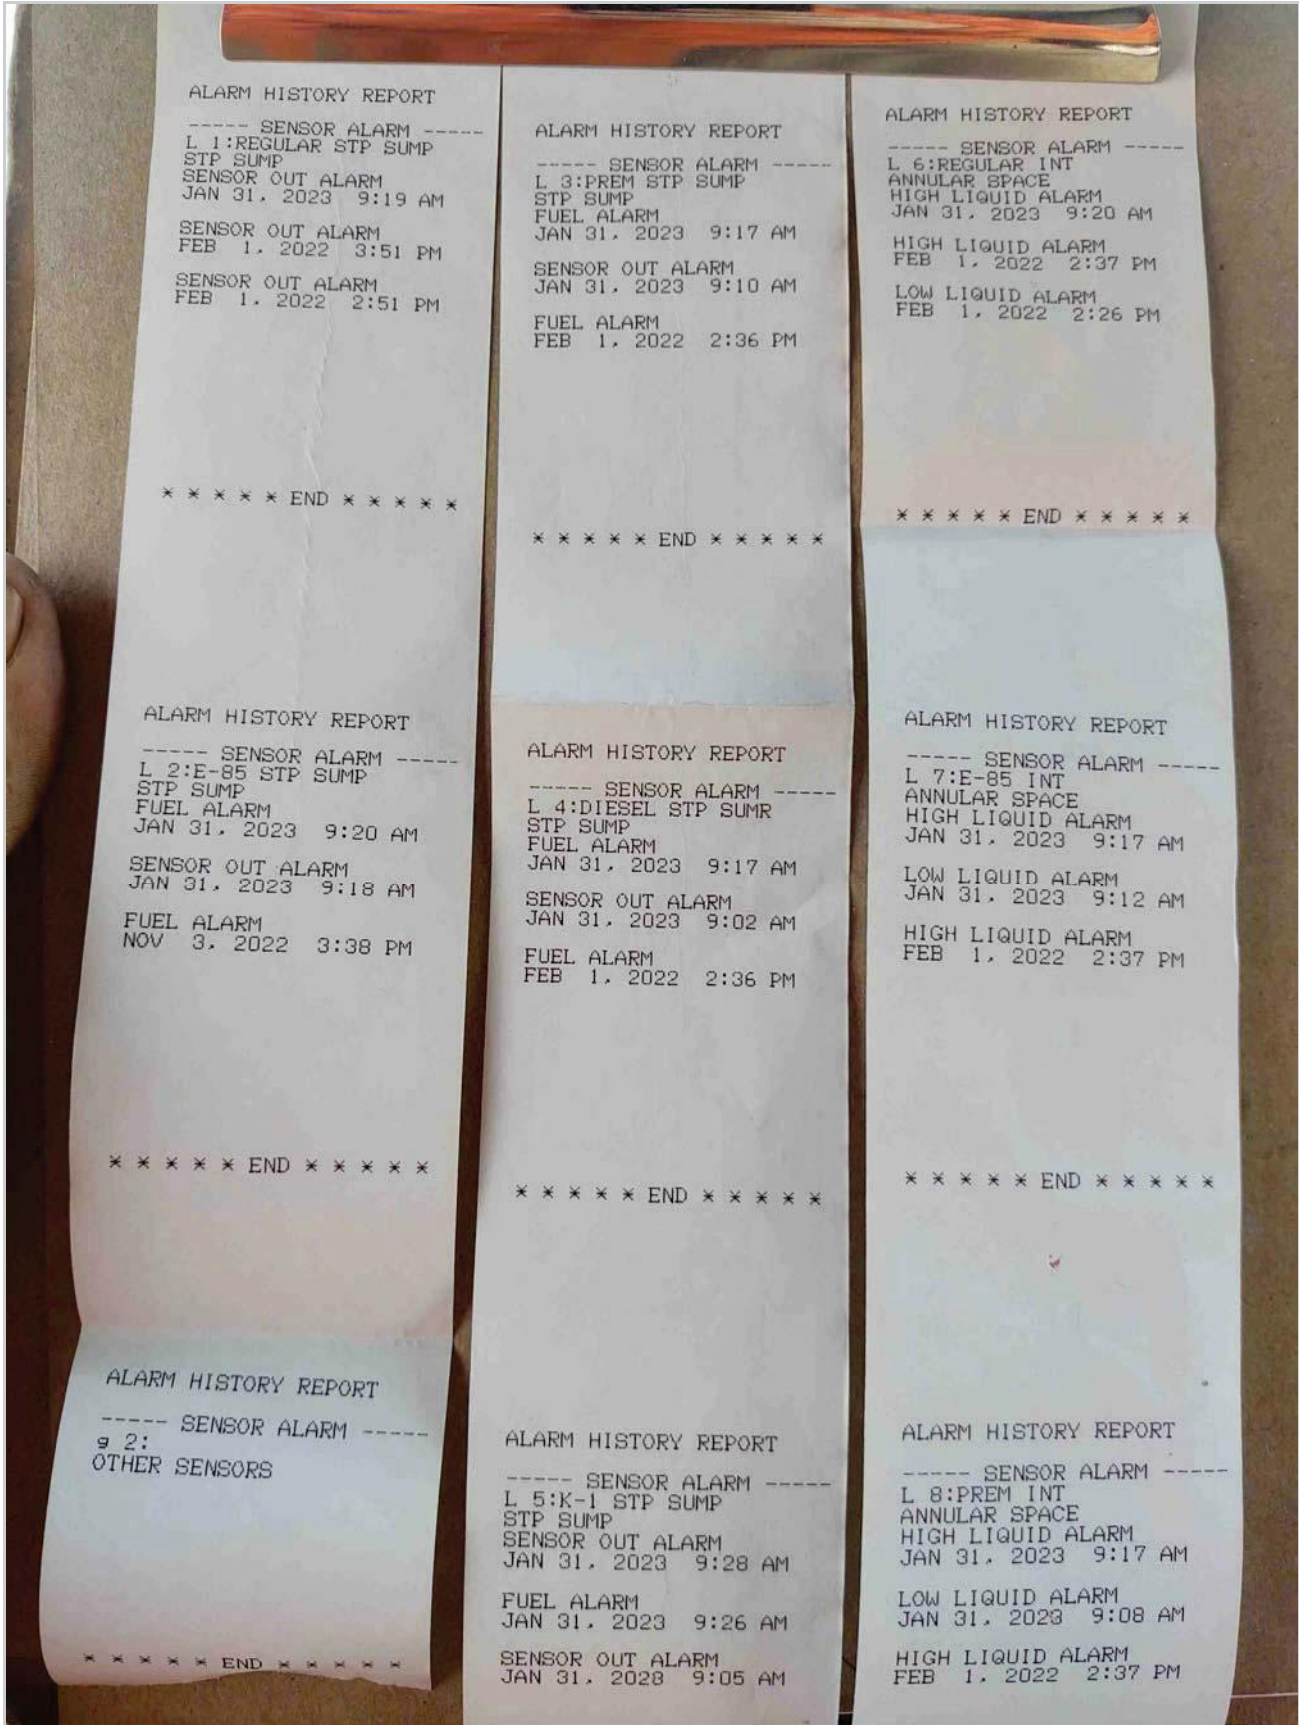 ALARM HISTORY REPORT
----- SENSOR ALARM -----
L 1:REGULAR STP SUMP
STP SUMP
SENSOR OUT ALARM
JAN 31, 2023 9:19 AM
SENSOR OUT ALARM
FEB 1, 2022 3:51 PM
SENSOR OUT ALARM
FEB 1, 2022 2:51 PM
* * * * * END * * * * *
ALARM HISTORY REPORT
----- SENSOR ALARM -----
L 2:E-85 STP SUMP
STP SUMP
FUEL ALARM
JAN 31, 2023 9:20 AM
SENSOR OUT ALARM
JAN 31, 2023 9:18 AM
FUEL ALARM
NOV 3, 2022 3:38 PM
* * * * * END * * * * *
ALARM HISTORY REPORT
----- SENSOR ALARM -----
g 2:
OTHER SENSORS
* * * * * END * * * * *
ALARM HISTORY REPORT
----- SENSOR ALARM -----
L 3:PREM STP SUMP
STP SUMP
FUEL ALARM
JAN 31, 2023 9:17 AM
SENSOR OUT ALARM
JAN 31, 2023 9:10 AM
FUEL ALARM
FEB 1, 2022 2:36 PM
* * * * * END * * * * *
ALARM HISTORY REPORT
----- SENSOR ALARM -----
L 4:DIESEL STP SUMR
STP SUMP
FUEL ALARM
JAN 31, 2023 9:17 AM
SENSOR OUT ALARM
JAN 31, 2023 9:02 AM
FUEL ALARM
FEB 1, 2022 2:36 PM
* * * * * END * * * * *
ALARM HISTORY REPORT
----- SENSOR ALARM -----
L 5:K-1 STP SUMP
STP SUMP
SENSOR OUT ALARM
JAN 31, 2023 9:28 AM
FUEL ALARM
JAN 31, 2023 9:26 AM
SENSOR OUT ALARM
JAN 31, 2028 9:05 AM
ALARM HISTORY REPORT
----- SENSOR ALARM -----
L 6:REGULAR INT
ANNULAR SPACE
HIGH LIQUID ALARM
JAN 31, 2023 9:20 AM
HIGH LIQUID ALARM
FEB 1, 2022 2:37 PM
LOW LIQUID ALARM
FEB 1, 2022 2:26 PM
* * * * * END * * * * *
ALARM HISTORY REPORT
----- SENSOR ALARM -----
L 7:E-85 INT
ANNULAR SPACE
HIGH LIQUID ALARM
JAN 31, 2023 9:17 AM
LOW LIQUID ALARM
JAN 31, 2023 9:12 AM
HIGH LIQUID ALARM
FEB 1, 2022 2:37 PM
* * * * * END * * * * *
ALARM HISTORY REPORT
----- SENSOR ALARM -----
L 8:PREM INT
ANNULAR SPACE
HIGH LIQUID ALARM
JAN 31, 2023 9:17 AM
LOW LIQUID ALARM
JAN 31, 2023 9:08 AM
HIGH LIQUID ALARM
FEB 1, 2022 2:37 PM